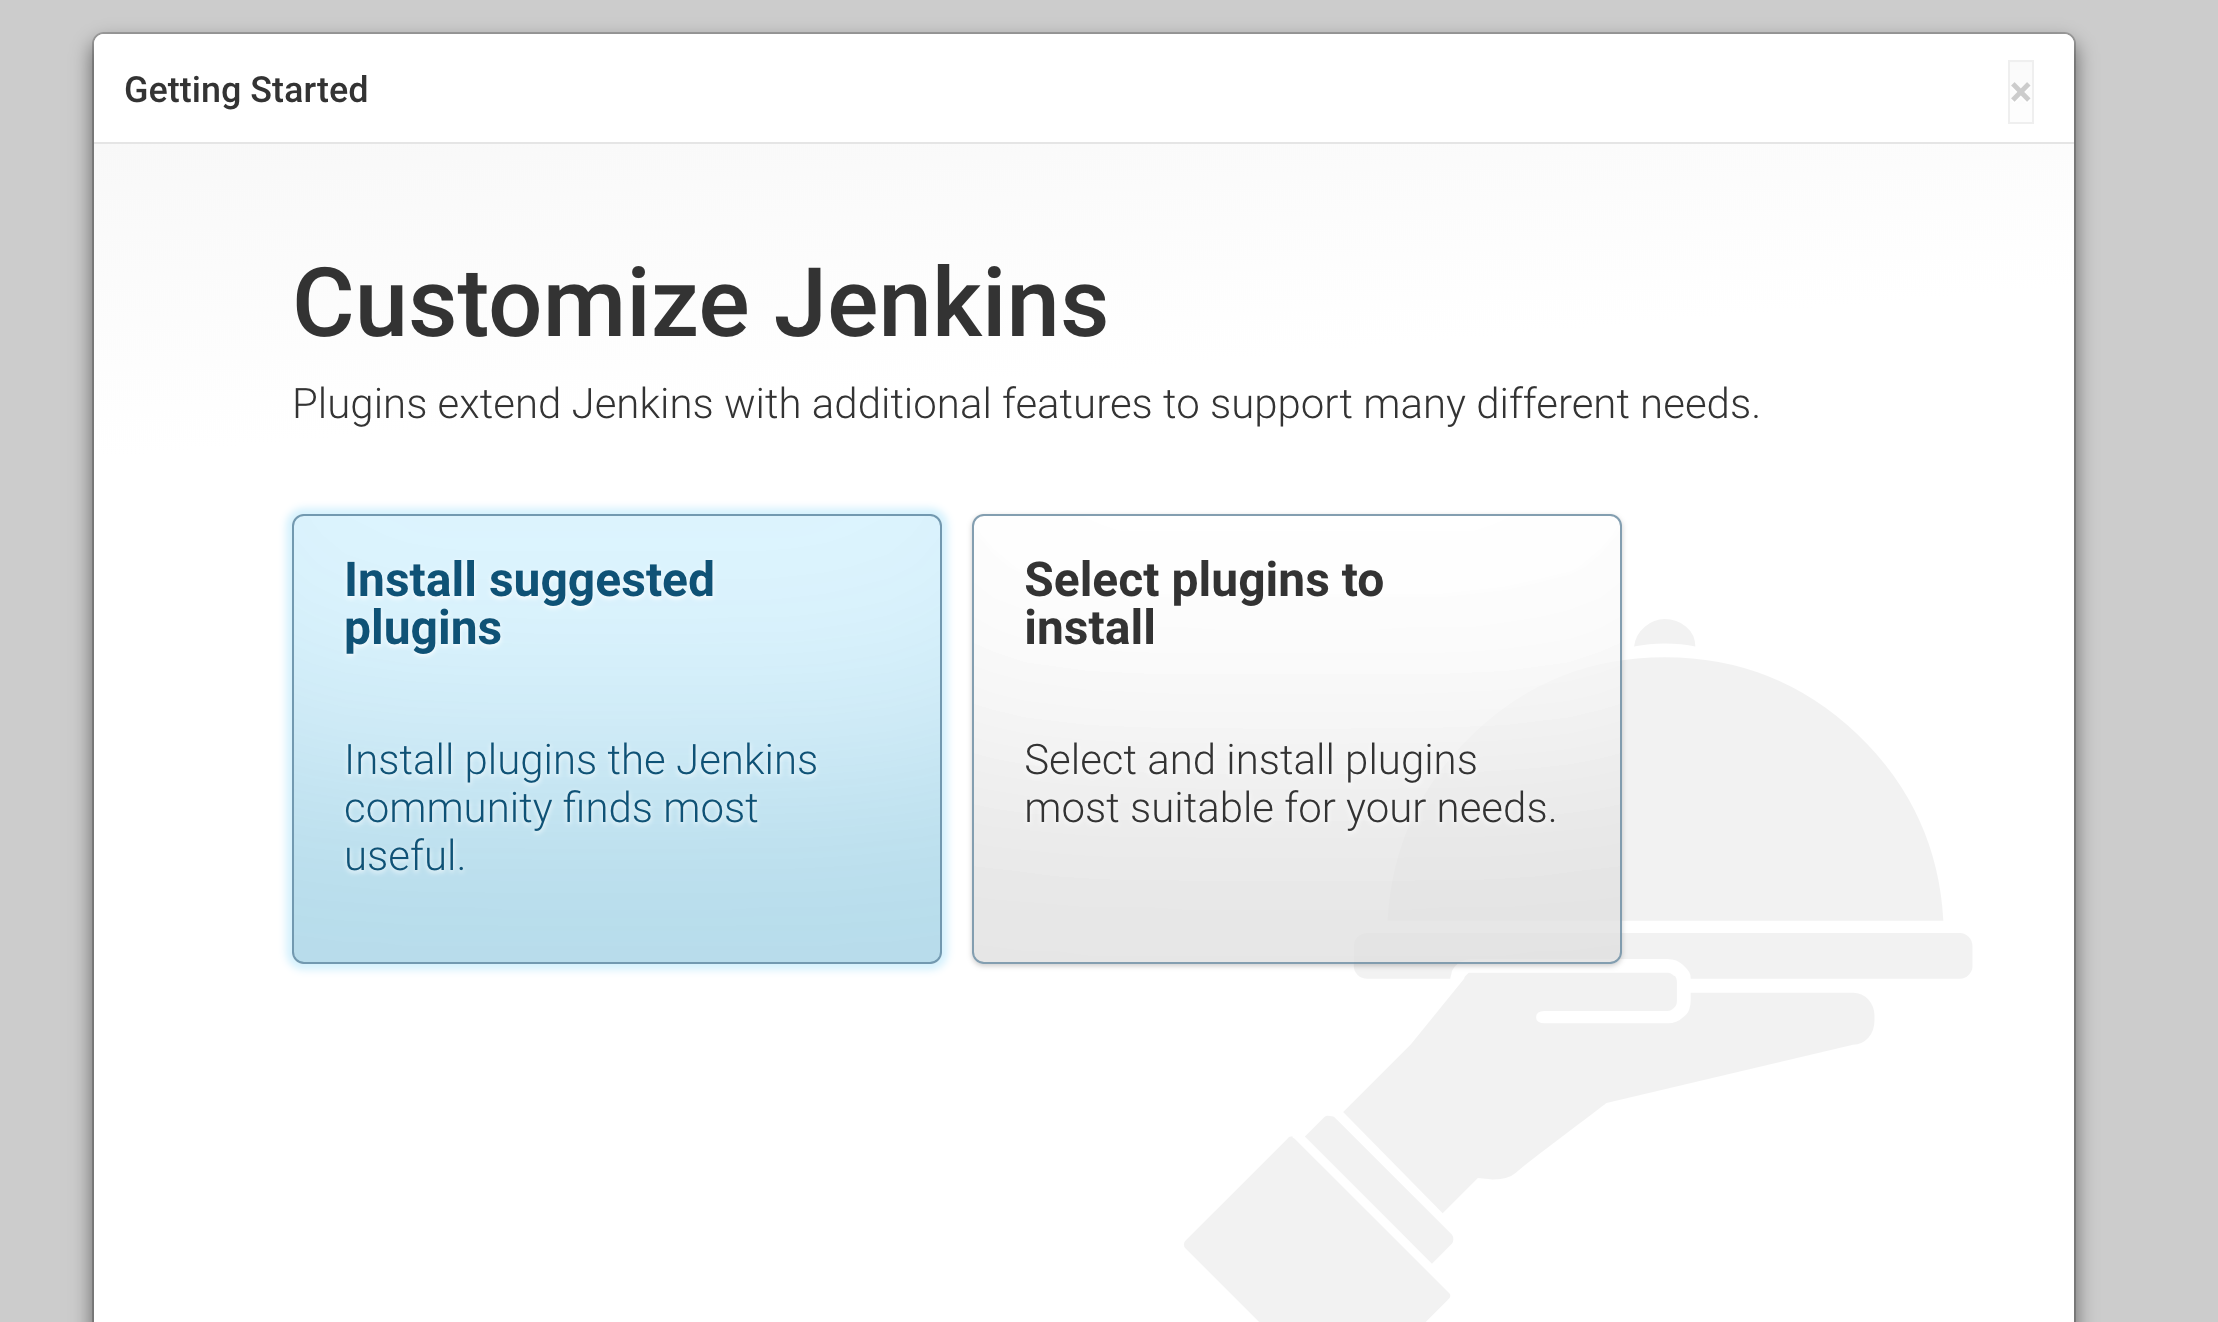 Getting Started
×
Customize Jenkins
Plugins extend Jenkins with additional features to support many different needs.
Install suggested
plugins
Install plugins the Jenkins
community finds most
useful.
Select plugins to
install
Select and install plugins
most suitable for your needs.